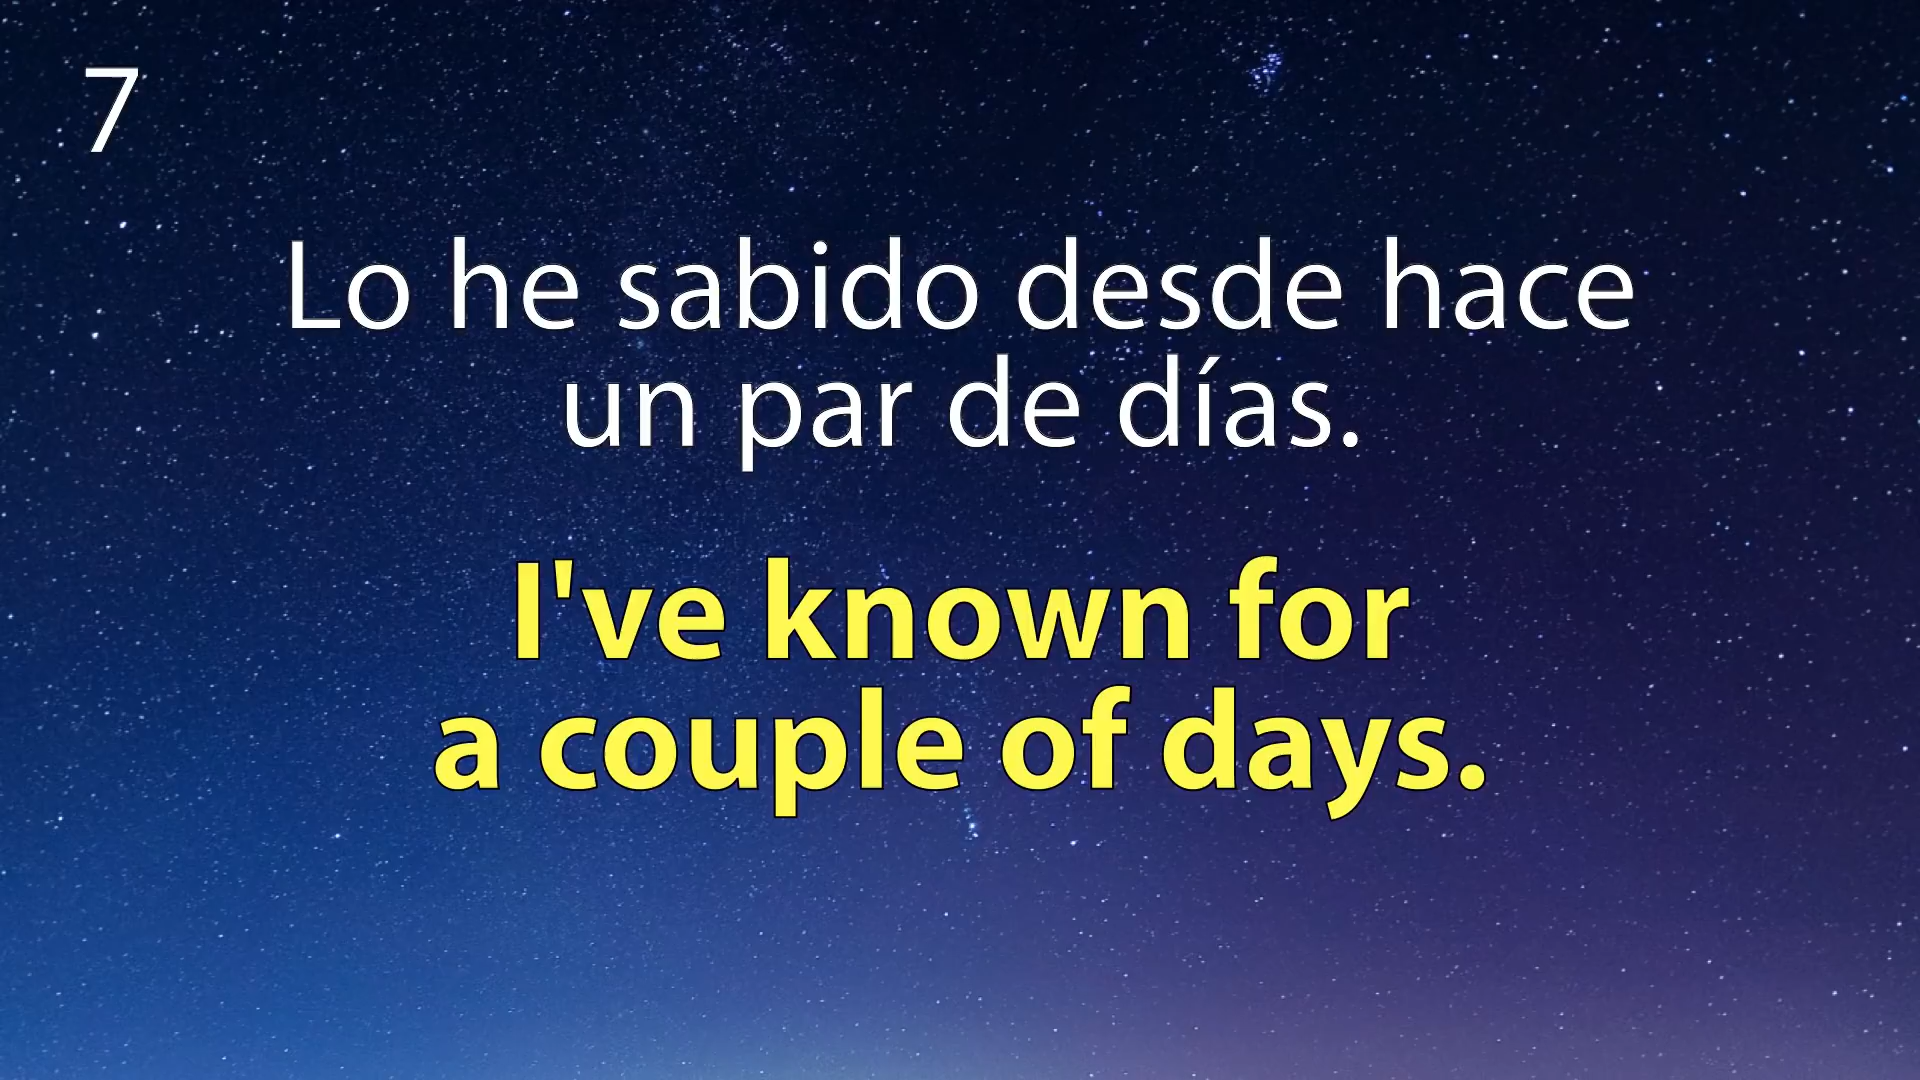 7
Lo he sabido desde hace
un par de días.
I've known for
a couple of days.